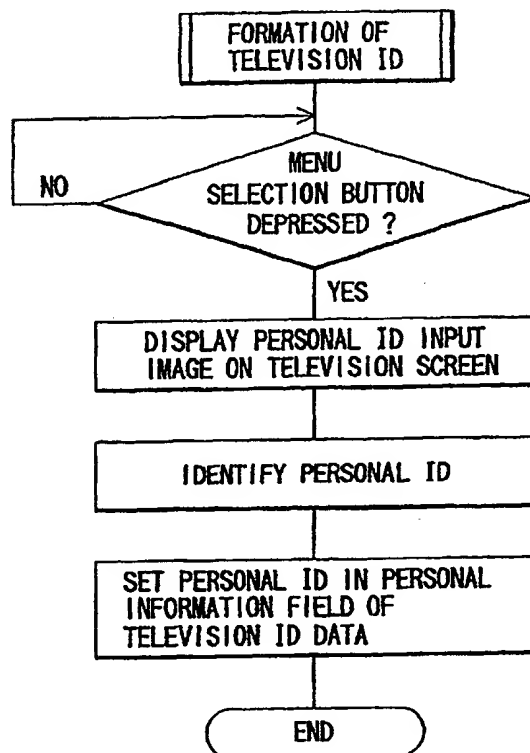 FORMATION OF
TELEVISION ID
MENU
SELECTION BUTTON
DEPRESSED ?
NO
YES
DISPLAY PERSONAL ID INPUT
IMAGE ON TELEVISION SCREEN
IDENTIFY PERSONAL ID
SET PERSONAL ID IN PERSONAL
INFORMATION FIELD OF
TELEVISION ID DATA
END